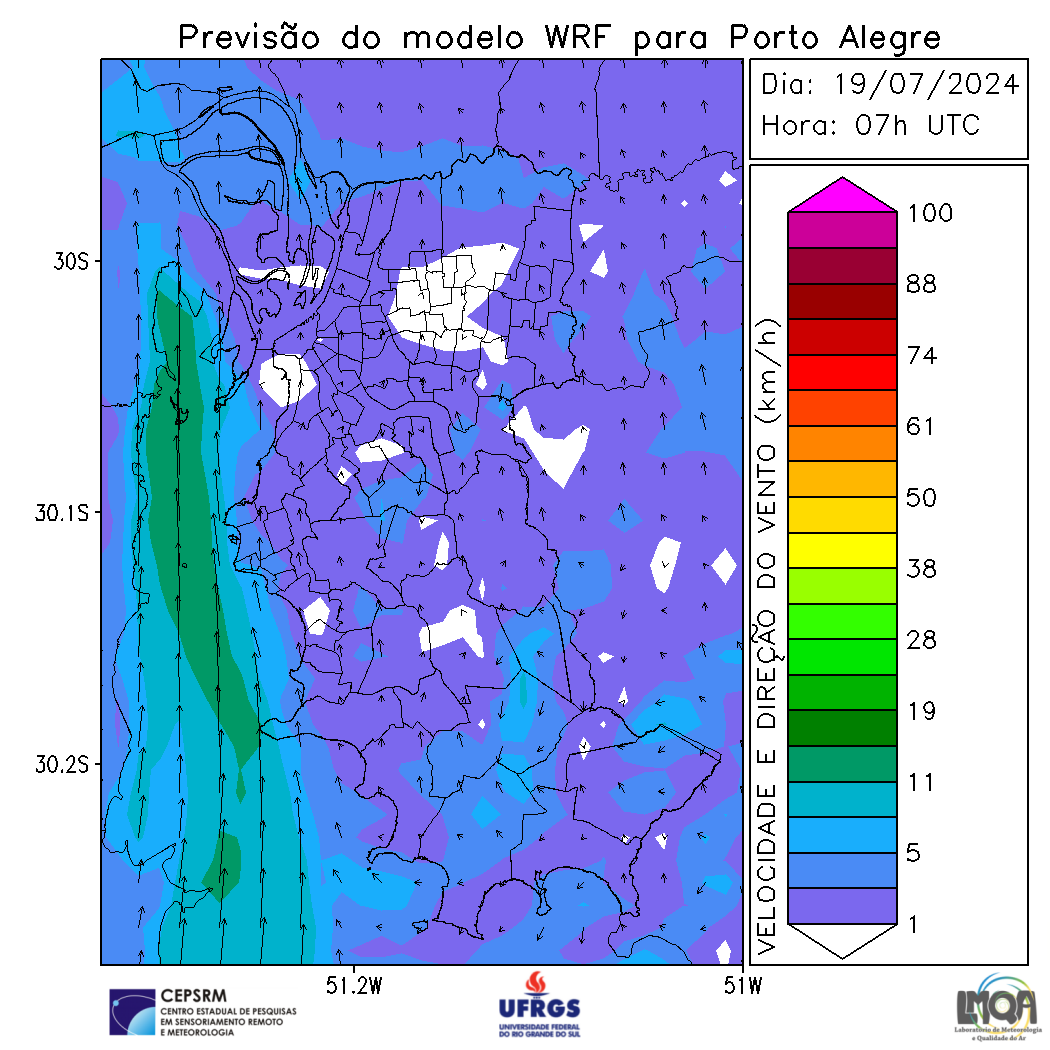 Previsão do modelo WRF para Porto Alegre
Dia: 19/07/2024
Hora: 07h UTC
30S
30.1S
30.2S
51.2W
51W
VELOCIDADE E DIREÇÃO DO VENTO (km/h)
100
88
74
61
50
38
28
19
11
5
1
CEPSRM
CENTRO ESTADUAL DE PESQUISAS
EM SENSORIAMENTO REMOTO
E METEOROLOGIA
UFRGS
UNIVERSIDADE FEDERAL
DO RIO GRANDE DO SUL
LMQA
Laboratório de Meteorologia
e Qualidade do Ar